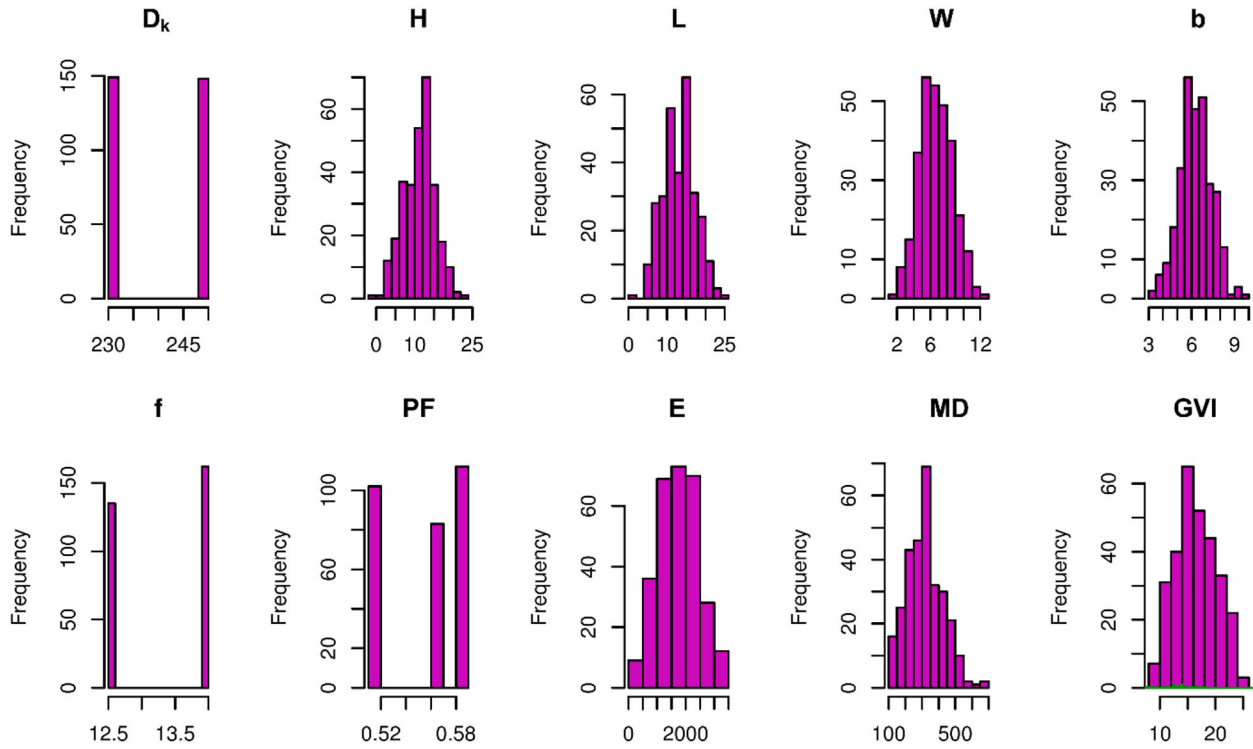 D_k H L W b
Frequency 0 50 100 150 230 245
Frequency 0 20 40 60 0 10 25
Frequency 0 20 40 60 0 10 25
Frequency 10 30 50 2 6 12
Frequency 10 30 50 3 6 9
f PF E MD GVI
Frequency 0 50 100 150 12.5 13.5
Frequency 0 20 60 100 0.52 0.58
Frequency 0 20 40 60 0 2000
Frequency 0 20 40 60 100 500
Frequency 0 20 40 60 10 20